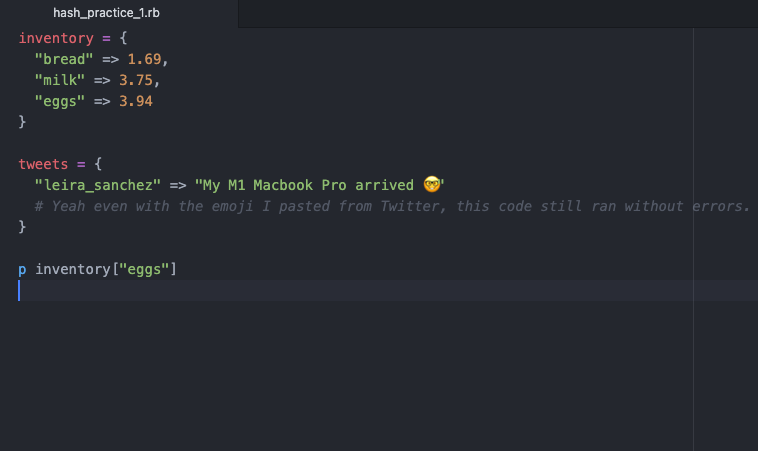 hash_practice_1.rb
inventory = {
  "bread" => 1.69,
  "milk" => 3.75,
  "eggs" => 3.94
}
tweets = {
  "leira_sanchez" => "My M1 Macbook Pro arrived 🤓"
  # Yeah even with the emoji I pasted from Twitter, this code still ran without errors.
}
p inventory["eggs"]